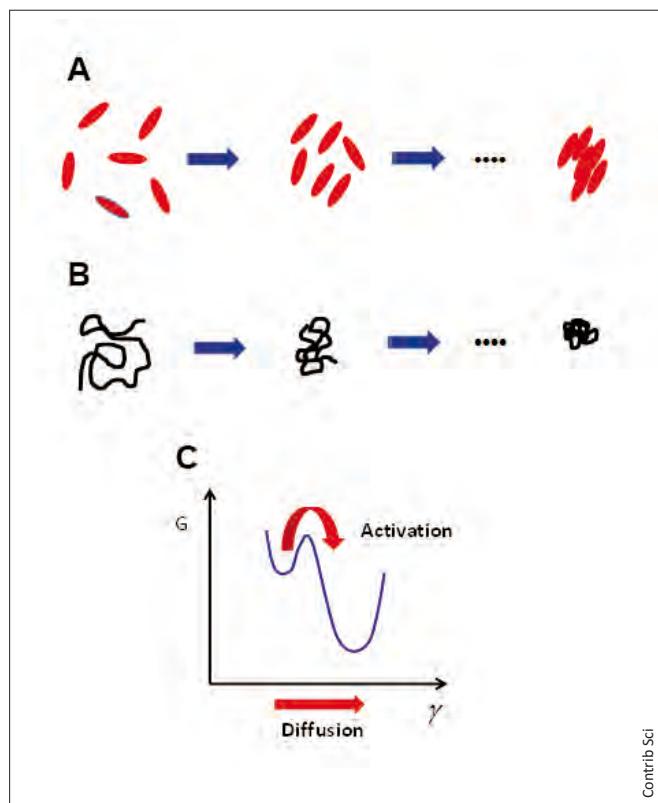 A
....
B
....
C
G
Activation
γ
Diffusion
Contrib Sci